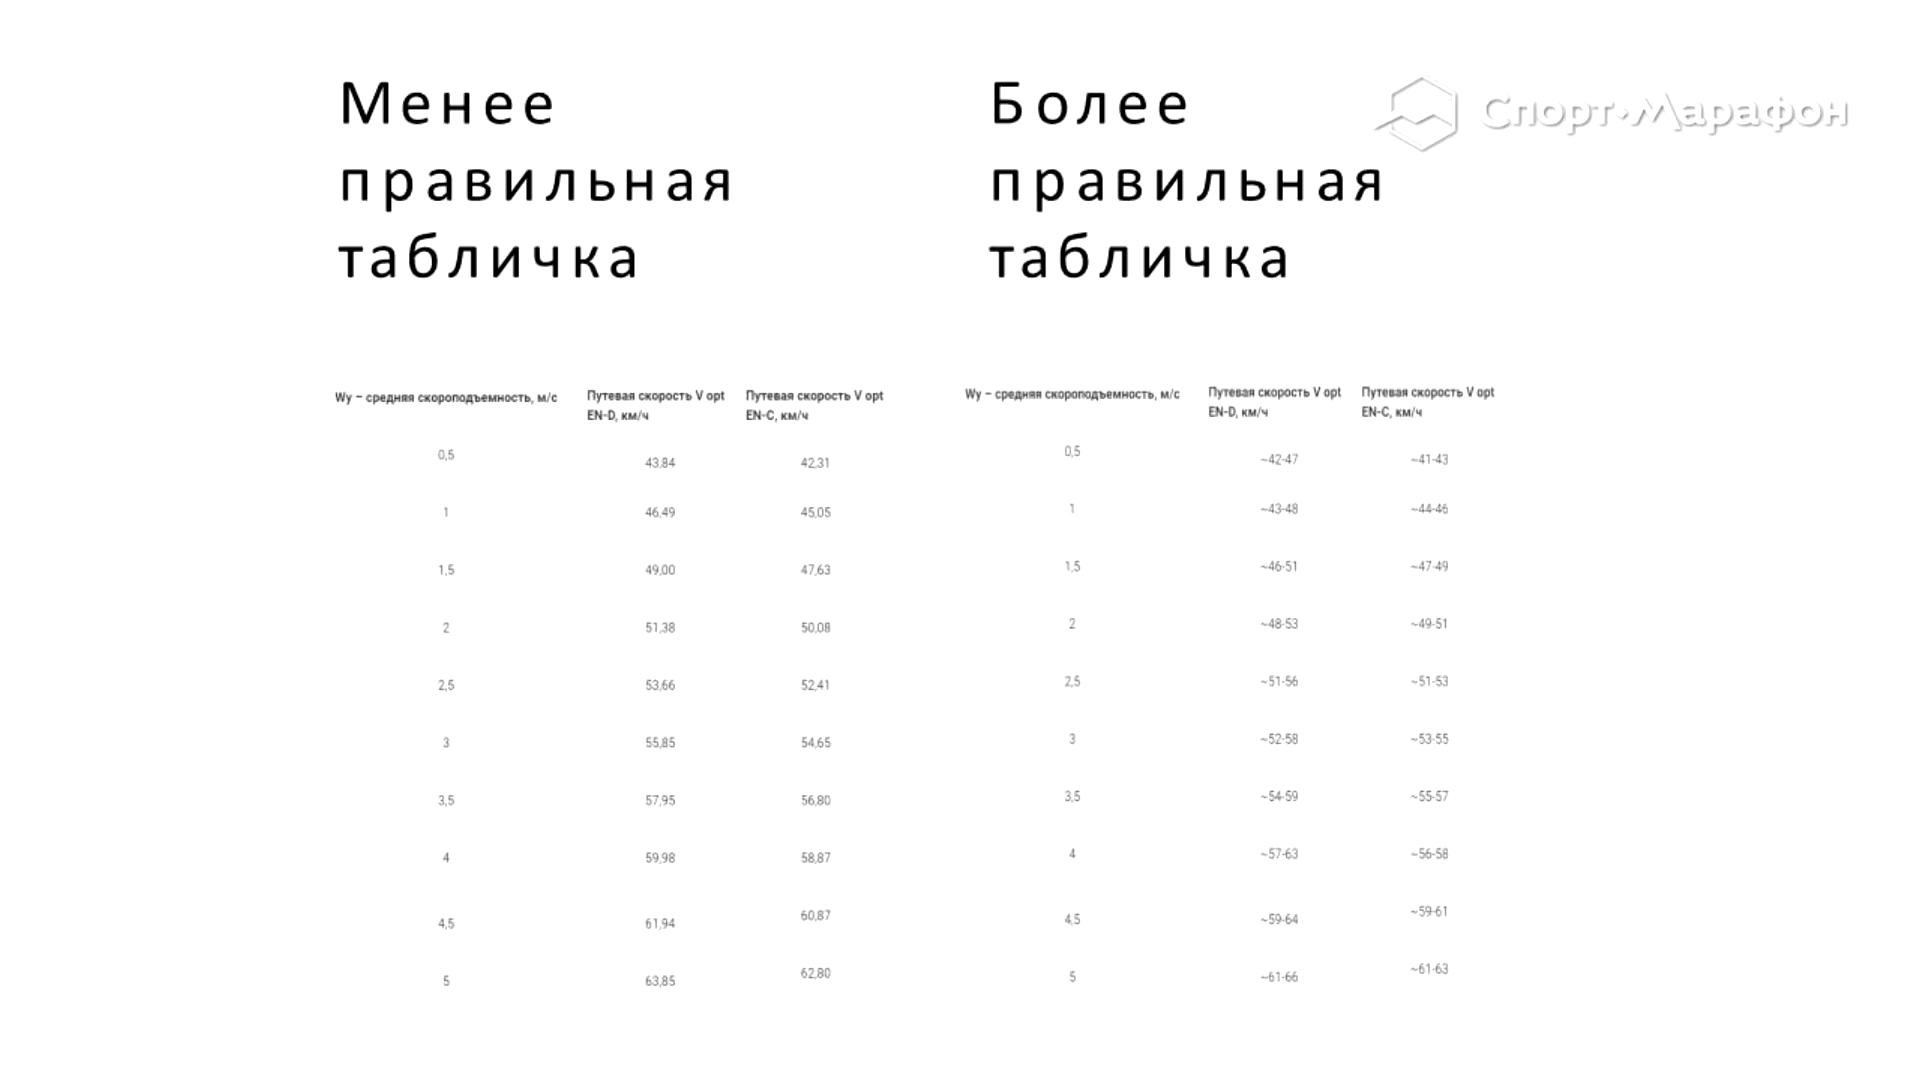 Менее
правильная
табличка
Более
правильная
табличка
Спорт·Марафон
Wy – средняя скороподъемность, м/с
Путевая скорость V opt
EN-D, км/ч
Путевая скорость V opt
EN-C, км/ч
0,5 43,84 42,31
1 46,49 45,05
1,5 49,00 47,63
2 51,38 50,08
2,5 53,66 52,41
3 55,85 54,65
3,5 57,95 56,80
4 59,98 58,87
4,5 61,94 60,87
5 63,85 62,80
Wy – средняя скороподъемность, м/с
Путевая скорость V opt
EN-D, км/ч
Путевая скорость V opt
EN-C, км/ч
0,5 ~42-47 ~41-43
1 ~43-48 ~44-46
1,5 ~46-51 ~47-49
2 ~48-53 ~49-51
2,5 ~51-56 ~51-53
3 ~52-58 ~53-55
3,5 ~54-59 ~55-57
4 ~57-63 ~56-58
4,5 ~59-64 ~59-61
5 ~61-66 ~61-63